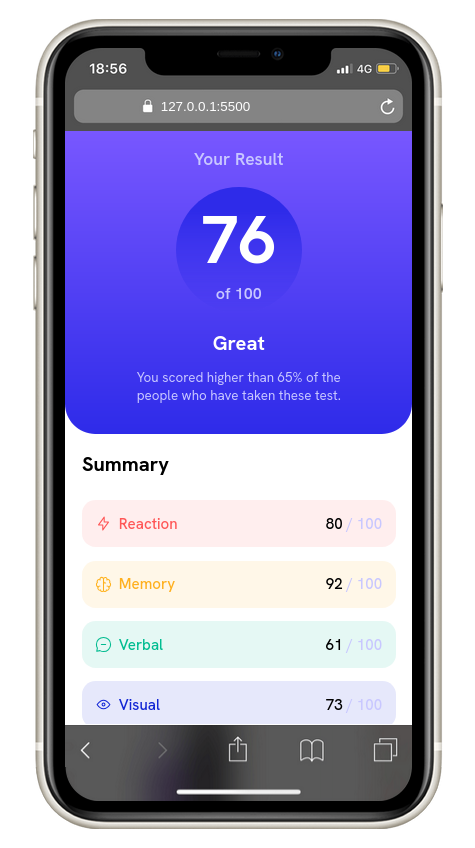 18:56
4G
127.0.0.1:5500
Your Result
76
of 100
Great
You scored higher than 65% of the
people who have taken these test.
Summary
Reaction 80 / 100
Memory 92 / 100
Verbal 61 / 100
Visual 73 / 100